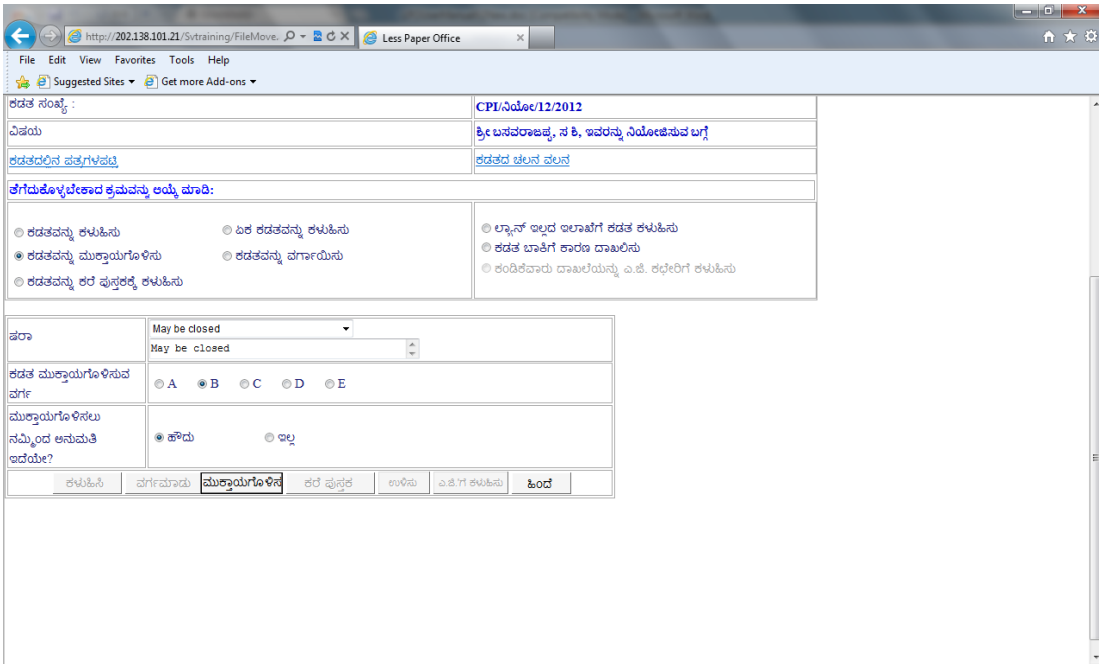 http://202.138.101.21/Svtraining/FileMove. Less Paper Office
File Edit View Favorites Tools Help
Suggested Sites Get more Add-ons
ಕಡತ ಸಂಖ್ಯೆ : CPI/ನಿಯೋ/12/2012
ವಿಷಯ ಶ್ರೀ ಬಸವರಾಜಪ್ಪ, ಸ ಶಿ, ಇವರನ್ನು ನಿಯೋಜಿಸುವ ಬಗ್ಗೆ
ಕಡತದಲ್ಲಿನ ಪತ್ರಗಳಪಟ್ಟಿ ಕಡತದ ಚಲನ ವಲನ
ತೆಗೆದುಕೊಳ್ಳಬೇಕಾದ ಕ್ರಮವನ್ನು ಆಯ್ಕೆ ಮಾಡಿ:
ಕಡತವನ್ನು ಕಳುಹಿಸು ಏಕ ಕಡತವನ್ನು ಕಳುಹಿಸು ಲ್ಯಾನ್ ಇಲ್ಲದ ಇಲಾಖೆಗೆ ಕಡತ ಕಳುಹಿಸು
ಕಡತವನ್ನು ಮುಕ್ತಾಯಗೊಳಿಸು ಕಡತವನ್ನು ವರ್ಗಾಯಿಸು ಕಡತ ಬಾಕಿಗೆ ಕಾರಣ ದಾಖಲಿಸು
ಕಡತವನ್ನು ಕರೆ ಪುಸ್ತಕಕ್ಕೆ ಕಳುಹಿಸು ಕಂಡಿಕೆವಾರು ದಾಖಲೆಯನ್ನು ಎ.ಜಿ. ಕಛೇರಿಗೆ ಕಳುಹಿಸು
ಷರಾ May be closed
May be closed
ಕಡತ ಮುಕ್ತಾಯಗೊಳಿಸುವ
ವರ್ಗ A B C D E
ಮುಕ್ತಾಯಗೊಳಿಸಲು
ನಮ್ಮಿಂದ ಅನುಮತಿ ಹೌದು ಇಲ್ಲ
ಇದೆಯೇ?
ಕಳುಹಿಸಿ ವರ್ಗಮಾಡು ಮುಕ್ತಾಯಗೊಳಿಸ ಕರೆ ಪುಸ್ತಕ ಉಳಿಸು ಎ.ಜಿ.'ಗೆ ಕಳುಹಿಸು ಹಿಂದೆ